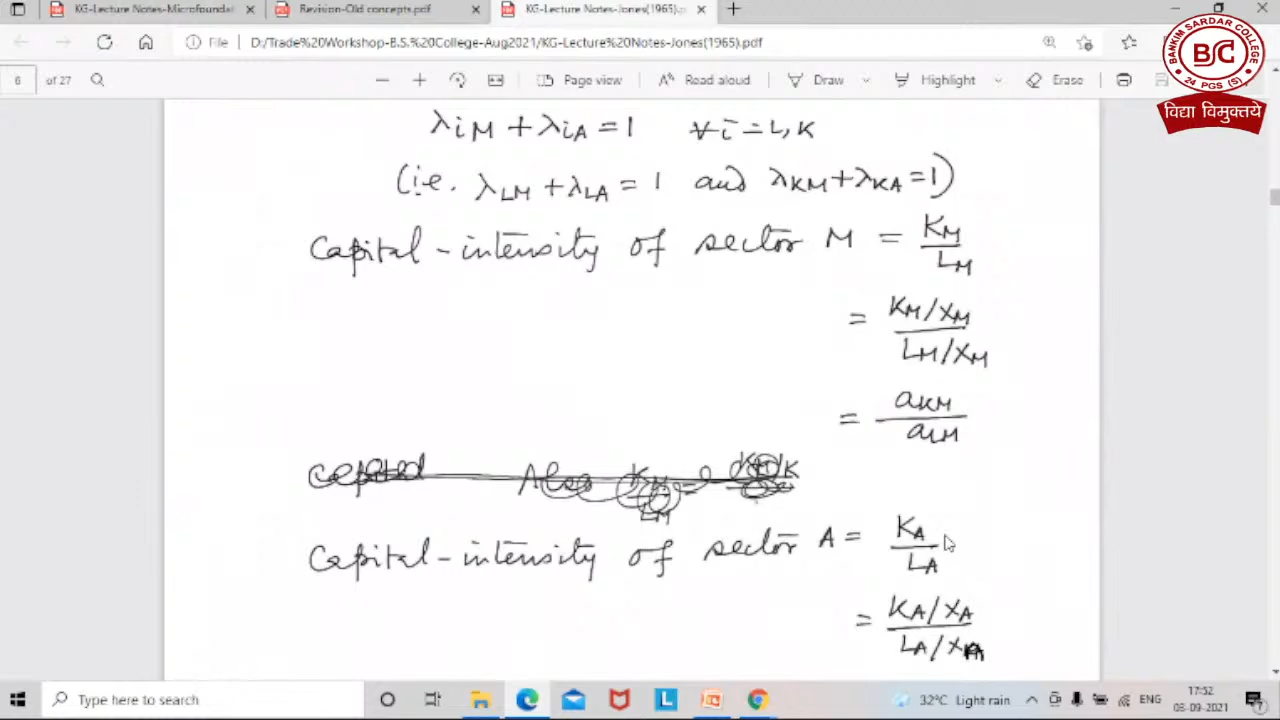 KG-Lecture Notes-Microfoundat
Revision-Old concepts.pdf
KG-Lecture Notes-Jones(1965).p
File D:/Trade%20Workshop-B.S.%20College-Aug2021/KG-Lecture%20Notes-Jones(1965).pdf
6 of 27 Page view Read aloud Draw Highlight Erase
BANKIM SARDAR COLLEGE
BSC
24 PGS (S)
विद्या विमुक्तये
λiM + λiA = 1 ∀ i = L, K
(i.e. λLM + λLA = 1 and λKM + λKA = 1)
Capital-intensity of sector M = KM/LM
= (KM/XM)/(LM/XM)
= aKM/aLM
Also
Capital-intensity of sector A = KA/LA
= (KA/XA)/(LA/XA)
Type here to search
32°C Light rain ENG 17:52
08-09-2021